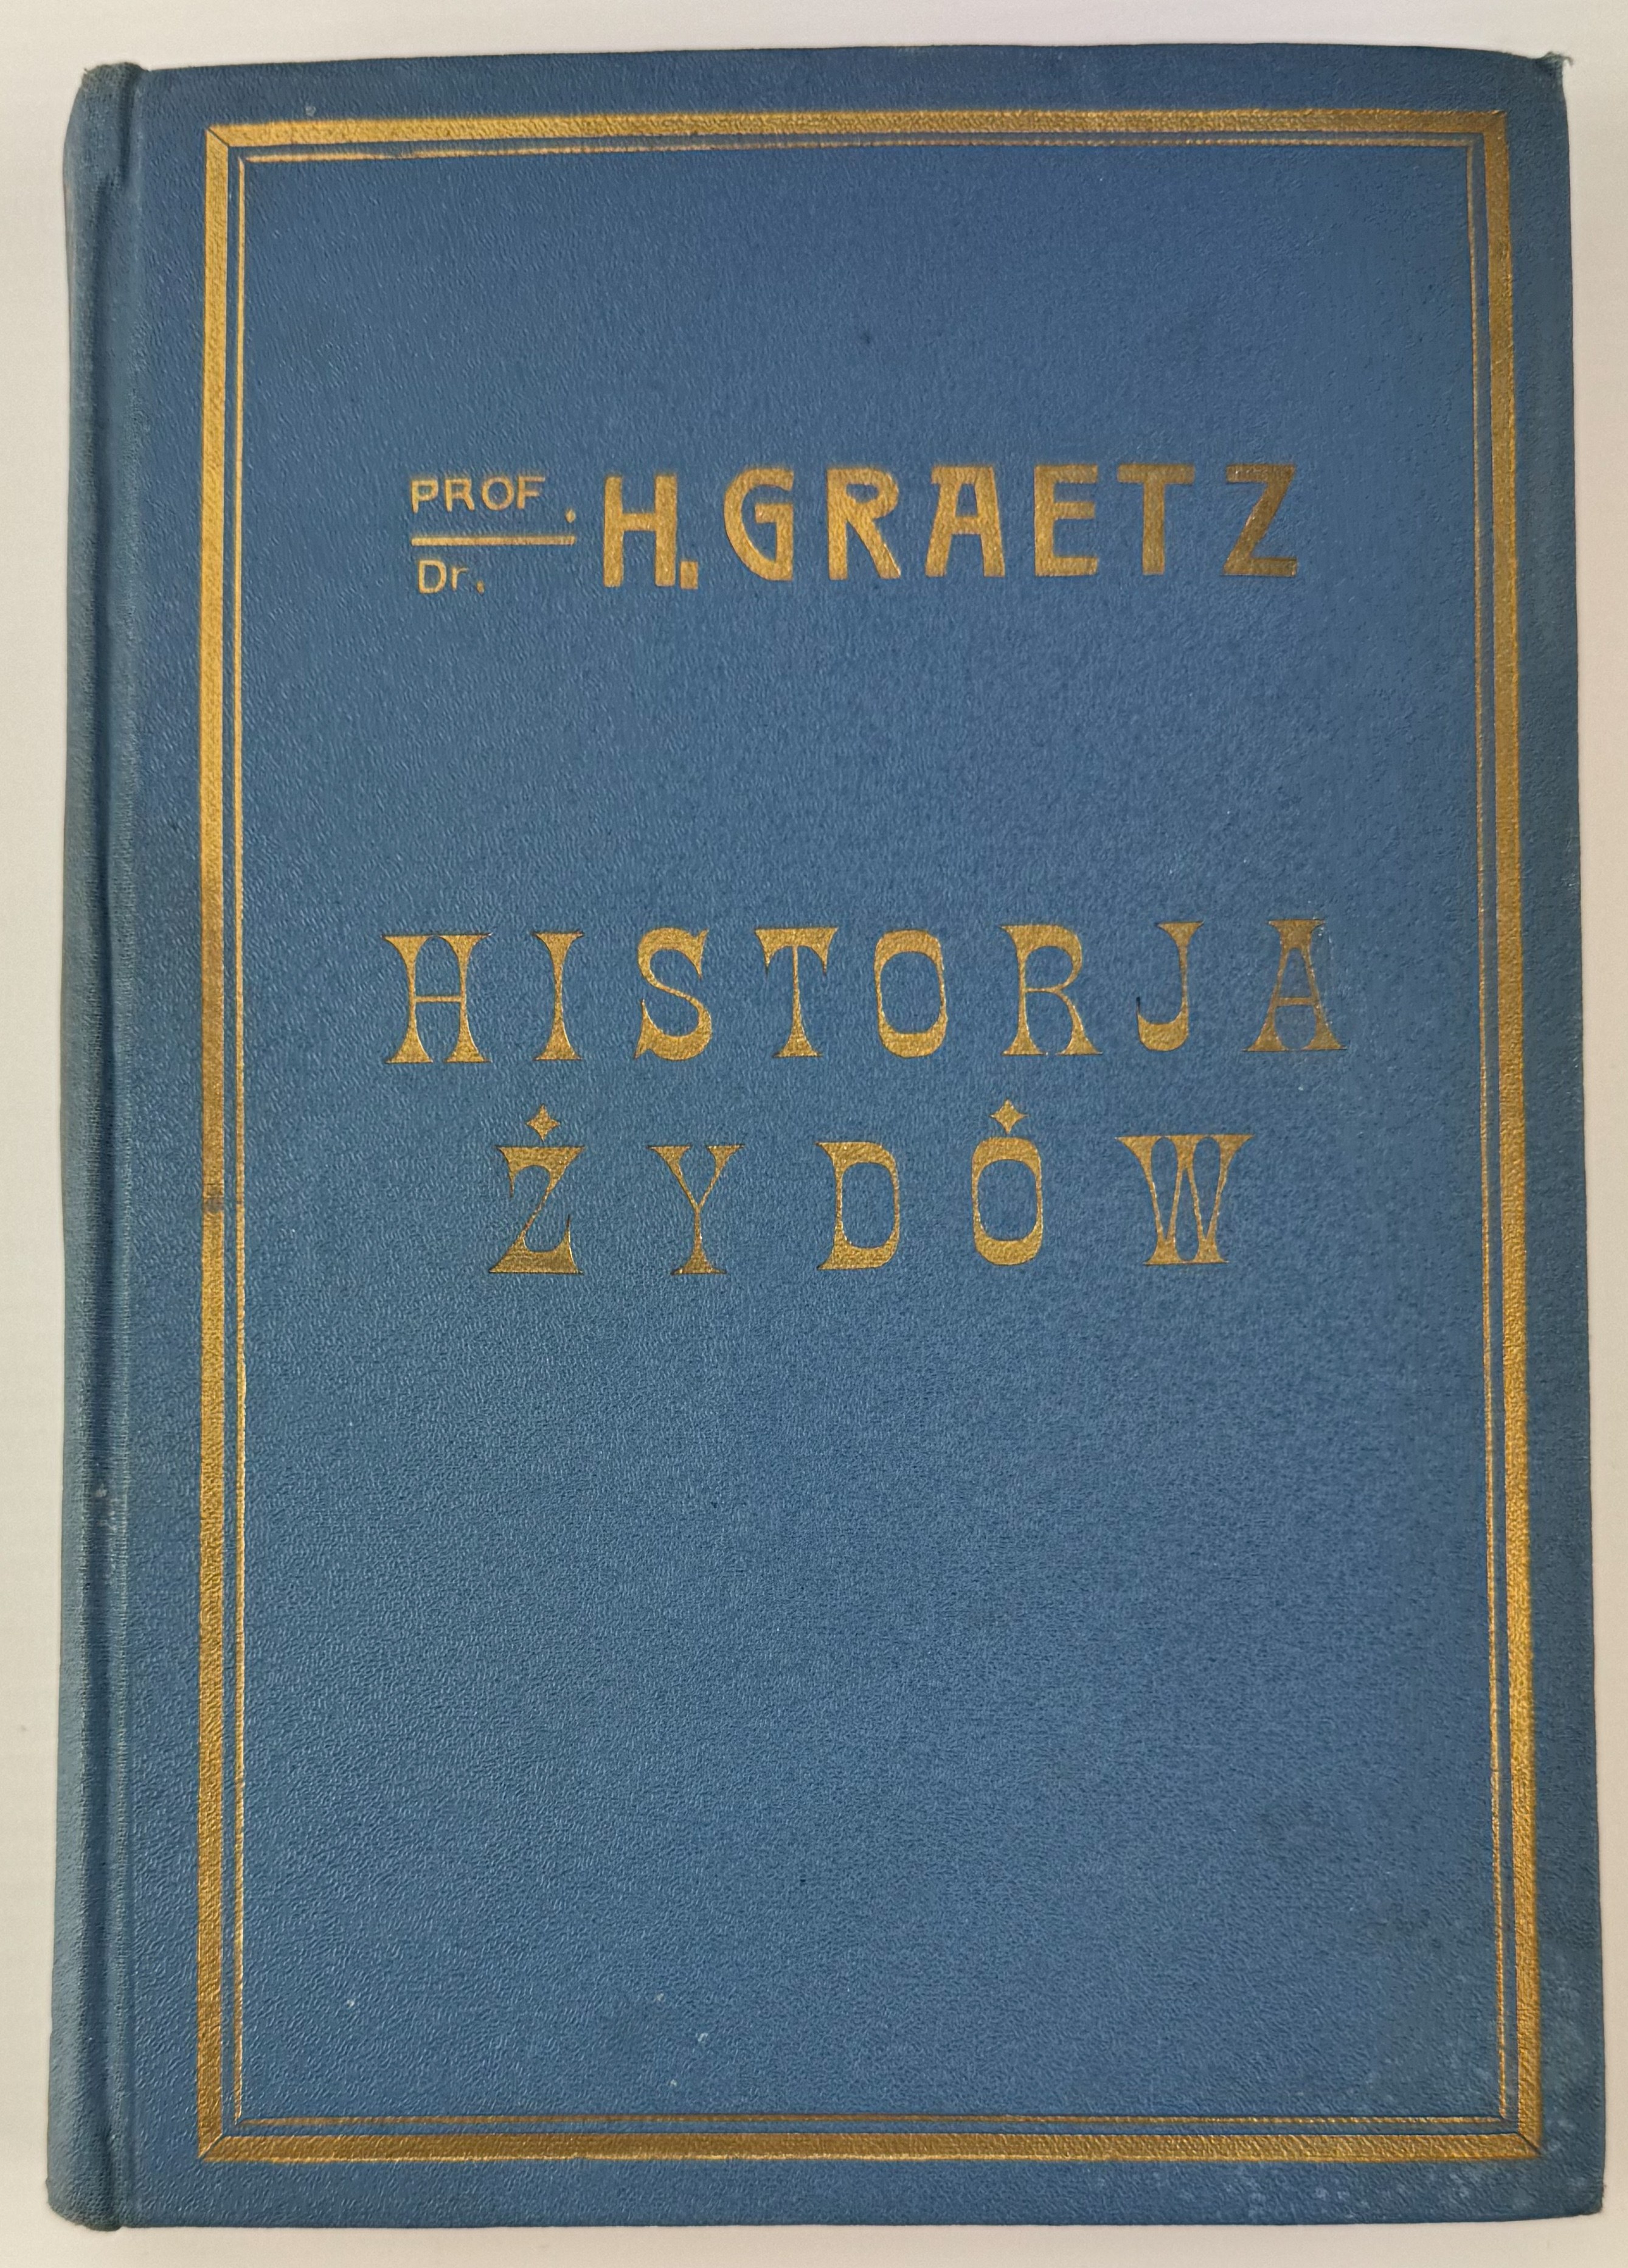 PROF.
Dr. H. GRAETZ
HISTORJA
ŻYDÓW